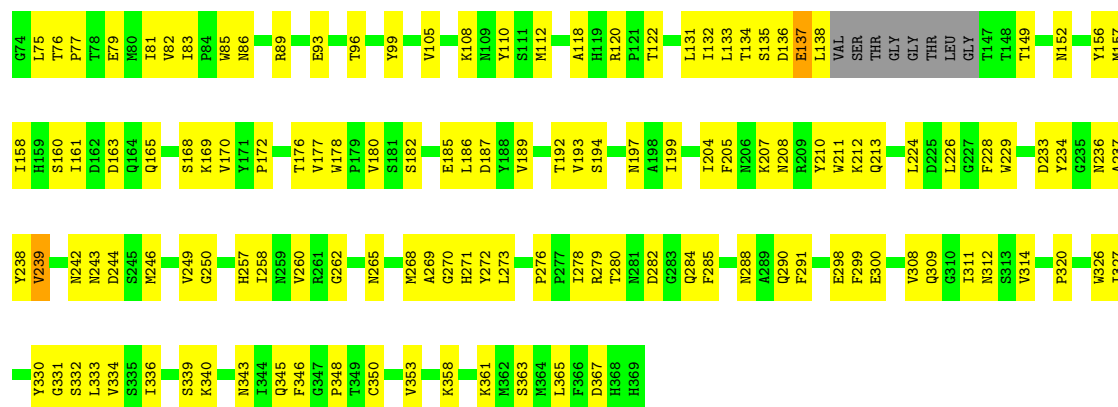 G74 L75 T76 P77 T78 E79 M80 I81 V82 I83 P84 W85 N86 R89 E93 T96 Y99 V105 K108 N109 Y110 S111 M112 A118 H119 R120 P121 T122 L131 I132 L133 T134 S135 D136 E137 L138 VAL SER THR GLY GLY THR LEU GLY T147 T148 T149 N152 Y156 M157
I158 H159 S160 I161 D162 D163 Q164 Q165 S168 K169 V170 Y171 P172 T176 V177 W178 P179 V180 S181 S182 E185 L186 D187 Y188 V189 T192 V193 S194 N197 A198 I199 I204 F205 N206 K207 N208 R209 Y210 W211 K212 Q213 L224 D225 L226 G227 F228 W229 D233 Y234 G235 N236 A237
Y238 V239 N242 N243 D244 S245 M246 V249 G250 H257 I258 N259 V260 R261 G262 N265 M268 A269 G270 H271 Y272 L273 P276 P277 I278 R279 T280 N281 D282 G283 Q284 F285 N288 A289 Q290 F291 E298 F299 E300 V308 Q309 G310 I311 N312 S313 V314 P320 W326 I327
Y330 G331 S332 L333 V334 S335 I336 S339 K340 N343 I344 Q345 F346 G347 P348 T349 C350 V353 K358 K361 M362 S363 M364 L365 F366 D367 H368 H369